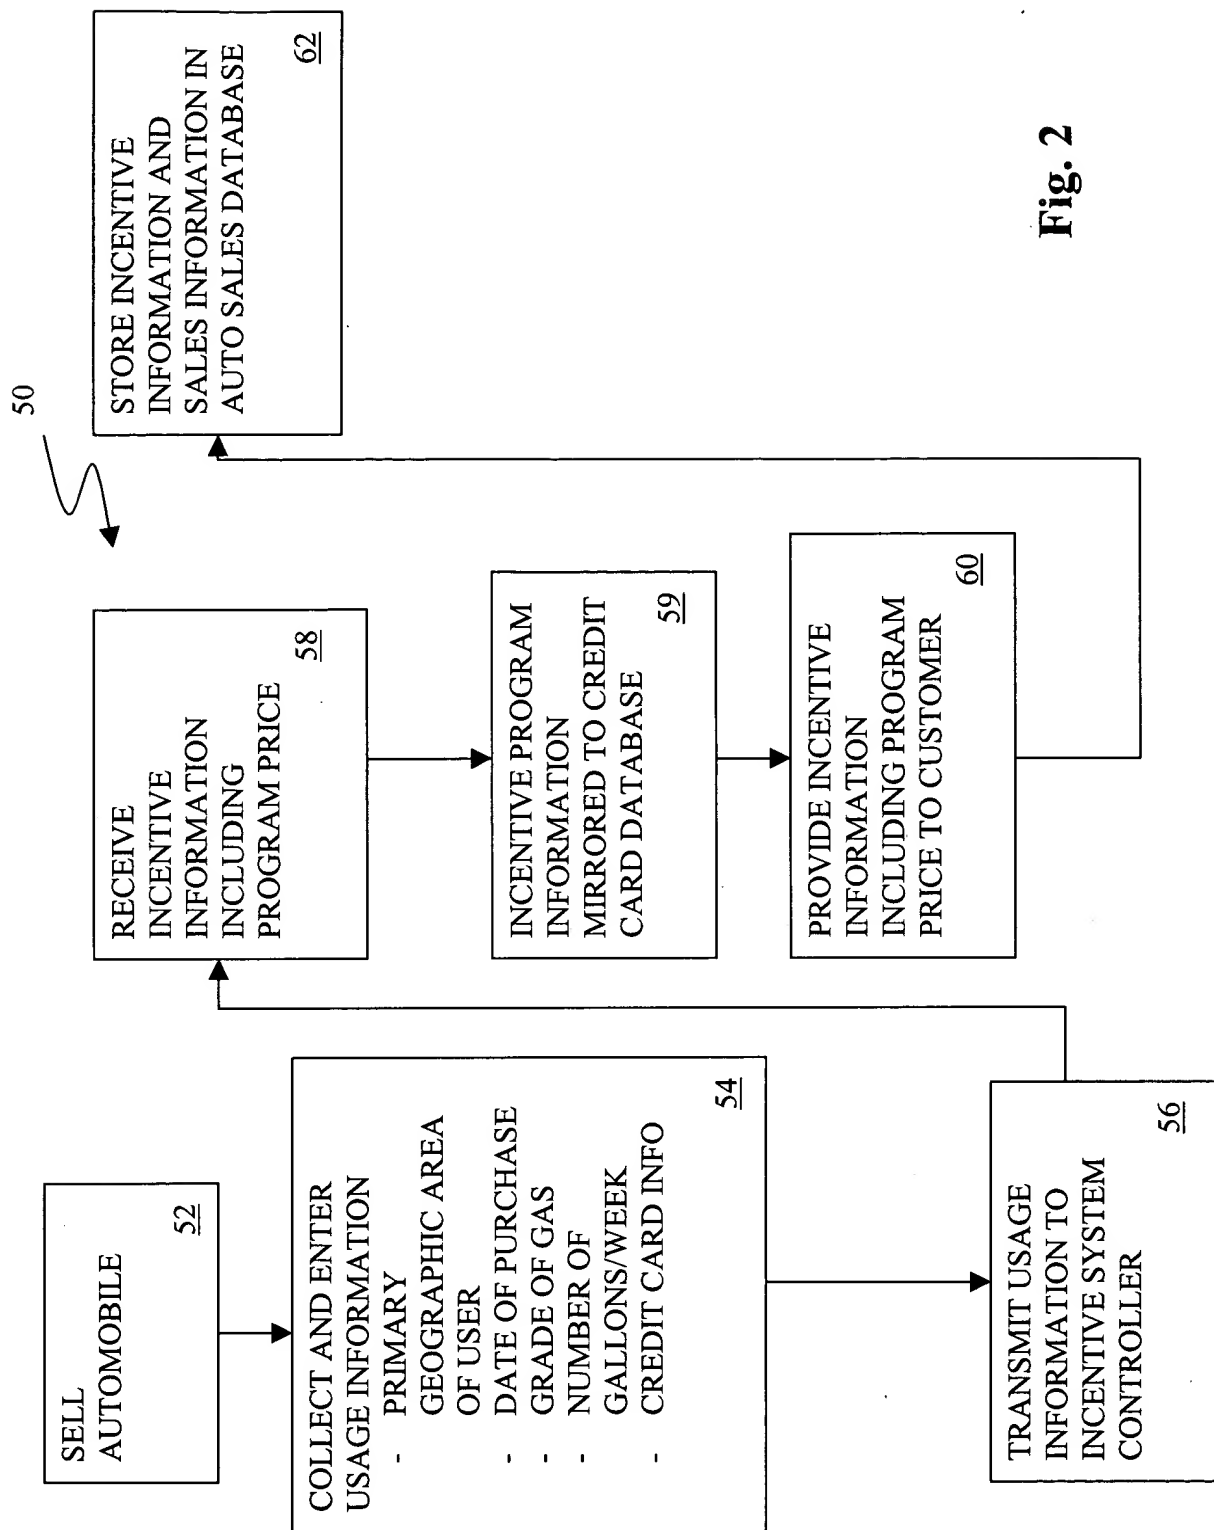 SELL
AUTOMOBILE
52
COLLECT AND ENTER
USAGE INFORMATION
- PRIMARY
GEOGRAPHIC AREA
OF USER
- DATE OF PURCHASE
- GRADE OF GAS
- NUMBER OF
GALLONS/WEEK
- CREDIT CARD INFO
54
TRANSMIT USAGE
INFORMATION TO
INCENTIVE SYSTEM
CONTROLLER
56
RECEIVE
INCENTIVE
INFORMATION
INCLUDING
PROGRAM PRICE
58
INCENTIVE PROGRAM
INFORMATION
MIRRORED TO CREDIT
CARD DATABASE
59
PROVIDE INCENTIVE
INFORMATION
INCLUDING PROGRAM
PRICE TO CUSTOMER
60
50
STORE INCENTIVE
INFORMATION AND
SALES INFORMATION IN
AUTO SALES DATABASE
62
Fig. 2